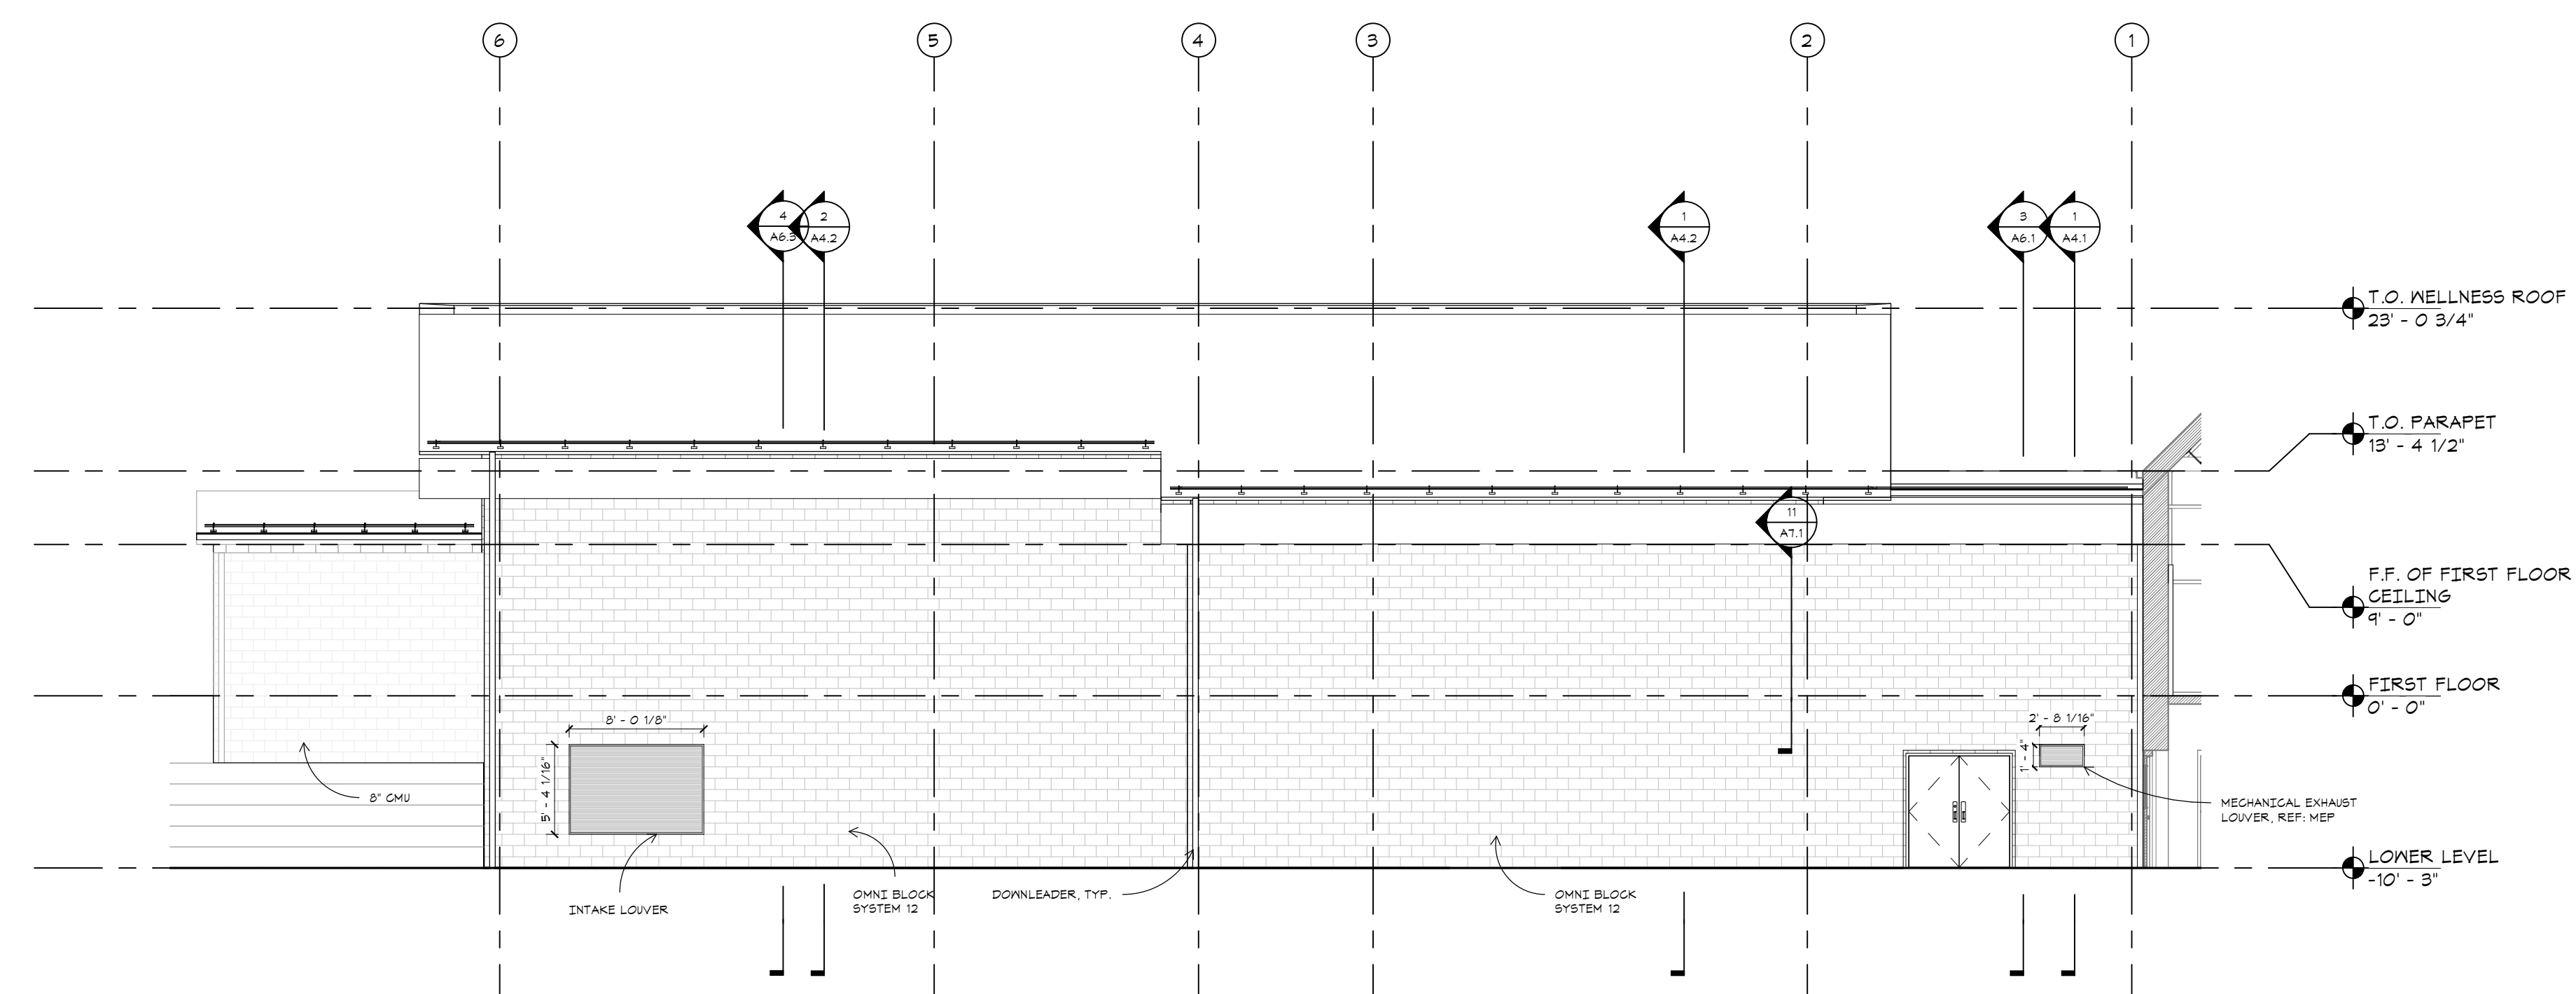 6
5
4
3
2
1
4
A6.3
2
A4.2
1
A4.2
3
A6.1
1
A4.1
T.O. WELLNESS ROOF
23' - 0 3/4"
T.O. PARAPET
13' - 4 1/2"
11
A7.1
F.F. OF FIRST FLOOR
CEILING
9' - 0"
FIRST FLOOR
0' - 0"
8' - 0 1/8"
5' - 4 1/16"
2' - 8 1/16"
1' - 4"
8" CMU
MECHANICAL EXHAUST
LOUVER, REF: MEP
LOWER LEVEL
-10' - 3"
INTAKE LOUVER
OMNI BLOCK
SYSTEM 12
DOWNLEADER, TYP.
OMNI BLOCK
SYSTEM 12